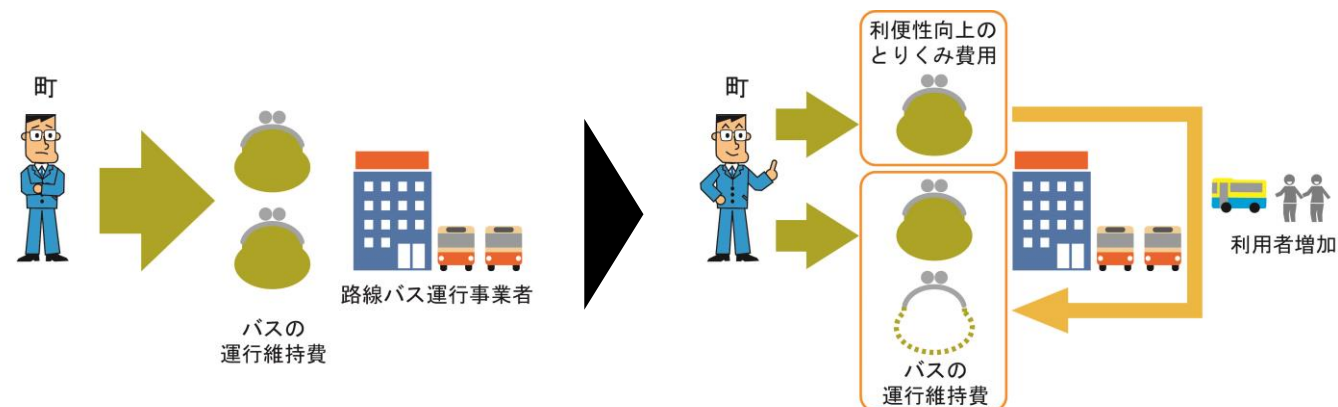 町
路線バス運行事業者
バスの
運行維持費
利便性向上の
とりくみ費用
町
利用者増加
バスの
運行維持費